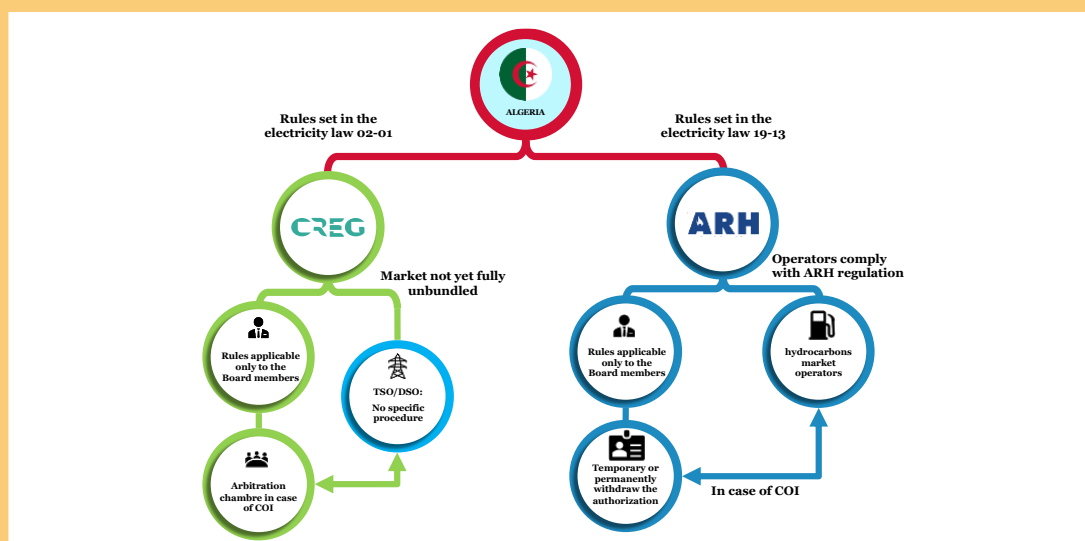 ALGERIA
Rules set in the
electricity law 02-01
Rules set in the
electricity law 19-13
CREG
ARH
Market not yet fully
unbundled
Operators comply
with ARH regulation
Rules applicable
only to the
Board members
TSO/DSO:
No specific
procedure
Rules applicable
only to the
Board members
hydrocarbons
market
operators
Arbitration
chambre in case
of COI
Temporary or
permanently
withdraw the
authorization
In case of COI